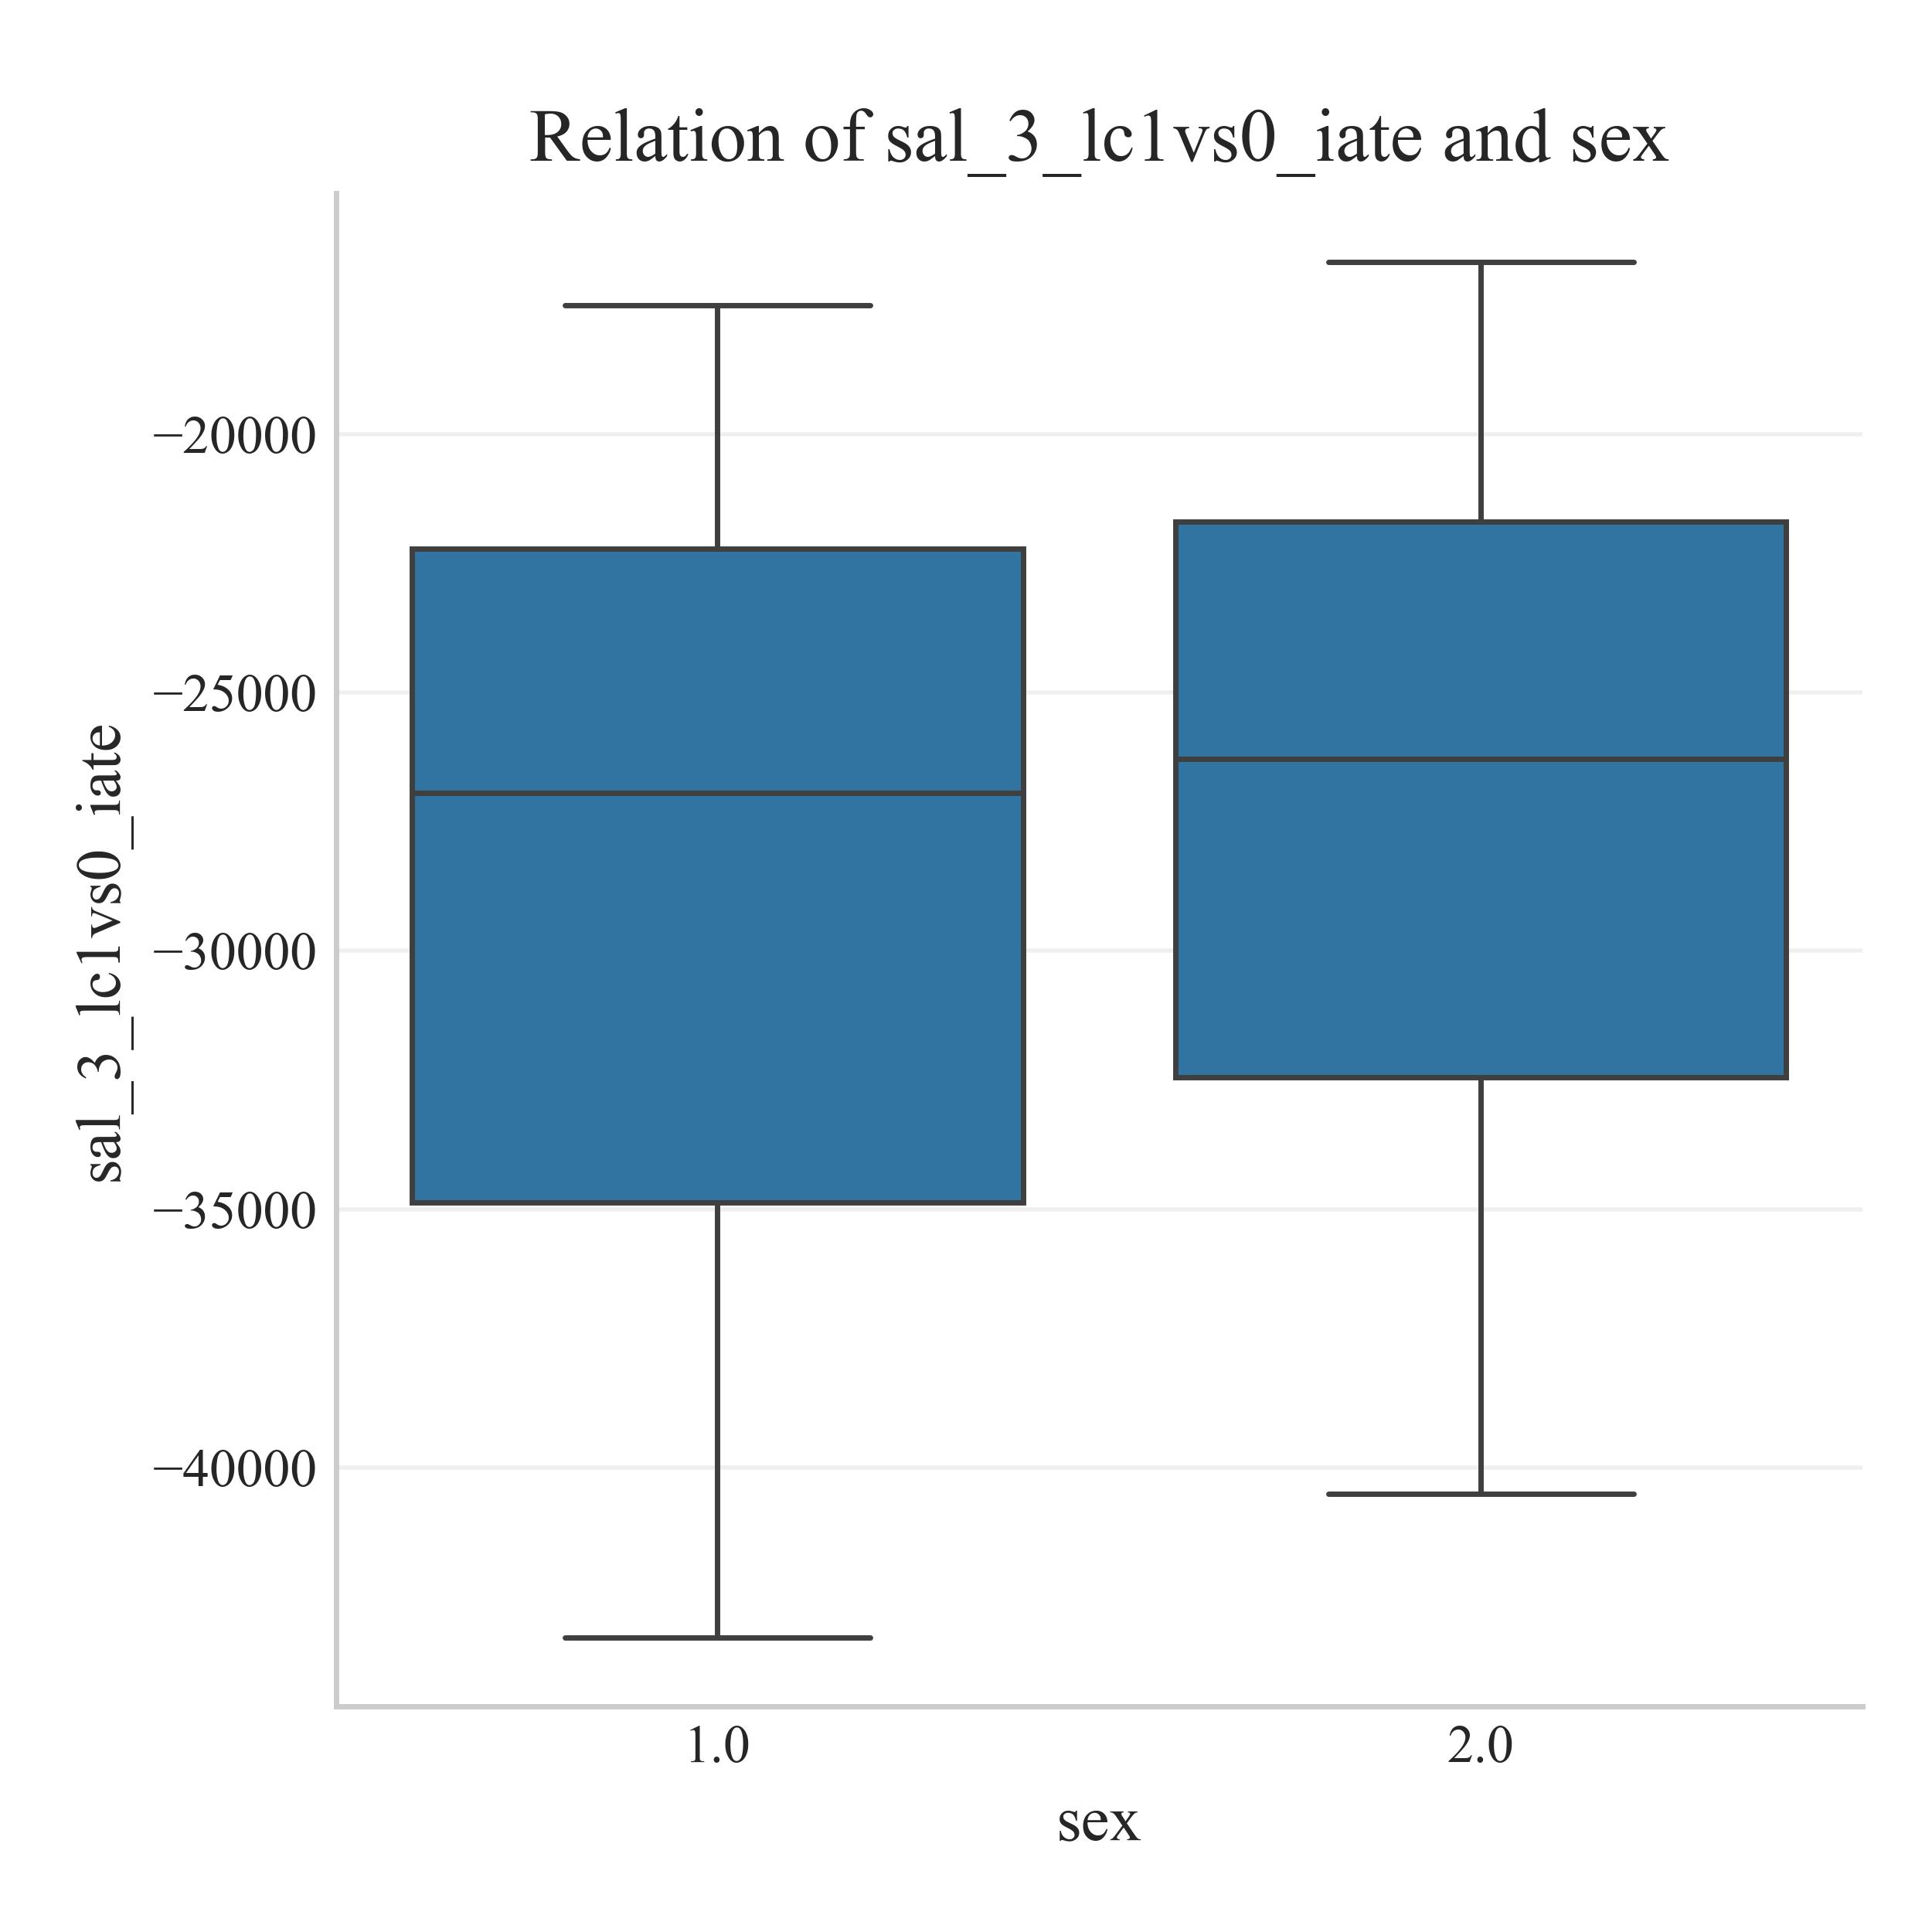 Relation of sal_3_lc1vs0_iate and sex
sal_3_lc1vs0_iate
−20000
−25000
−30000
−35000
−40000
1.0
2.0
sex